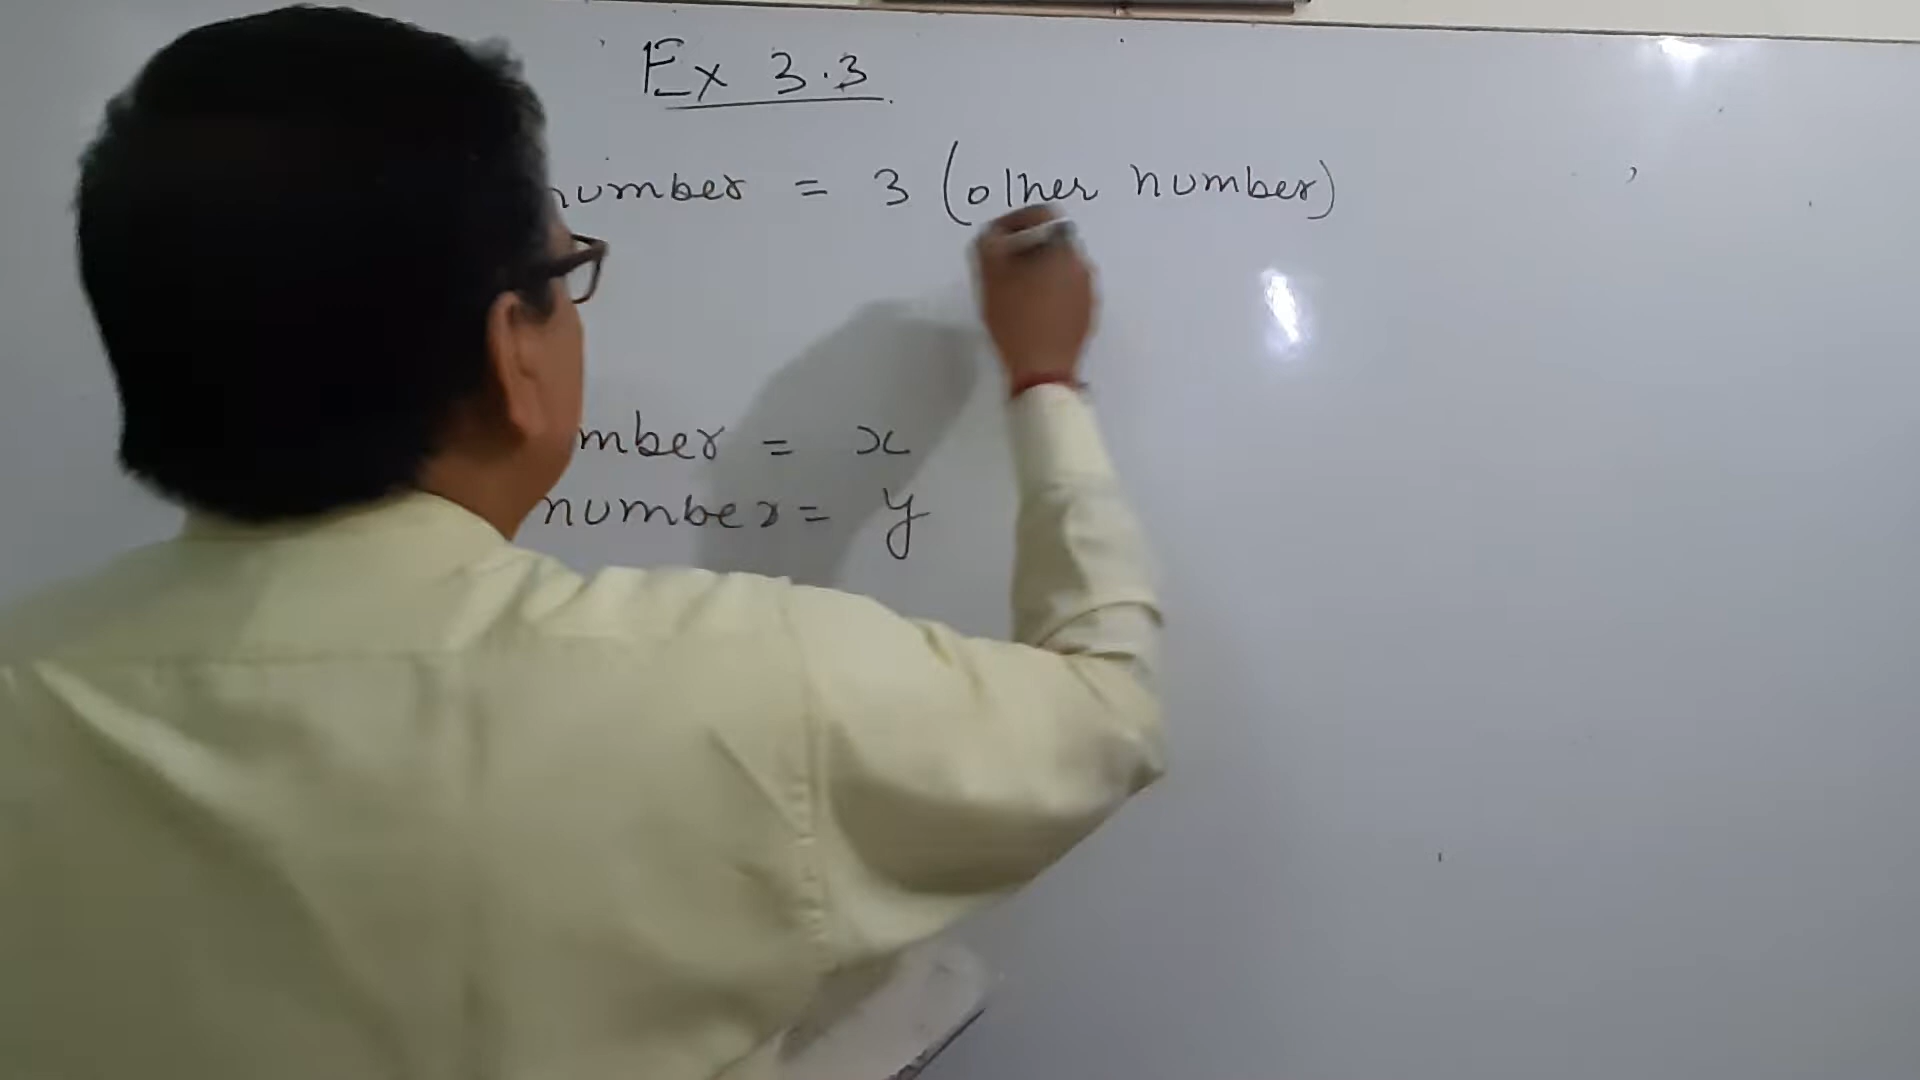 Ex 3.3
number = 3 (other number)
mber = x
number = y